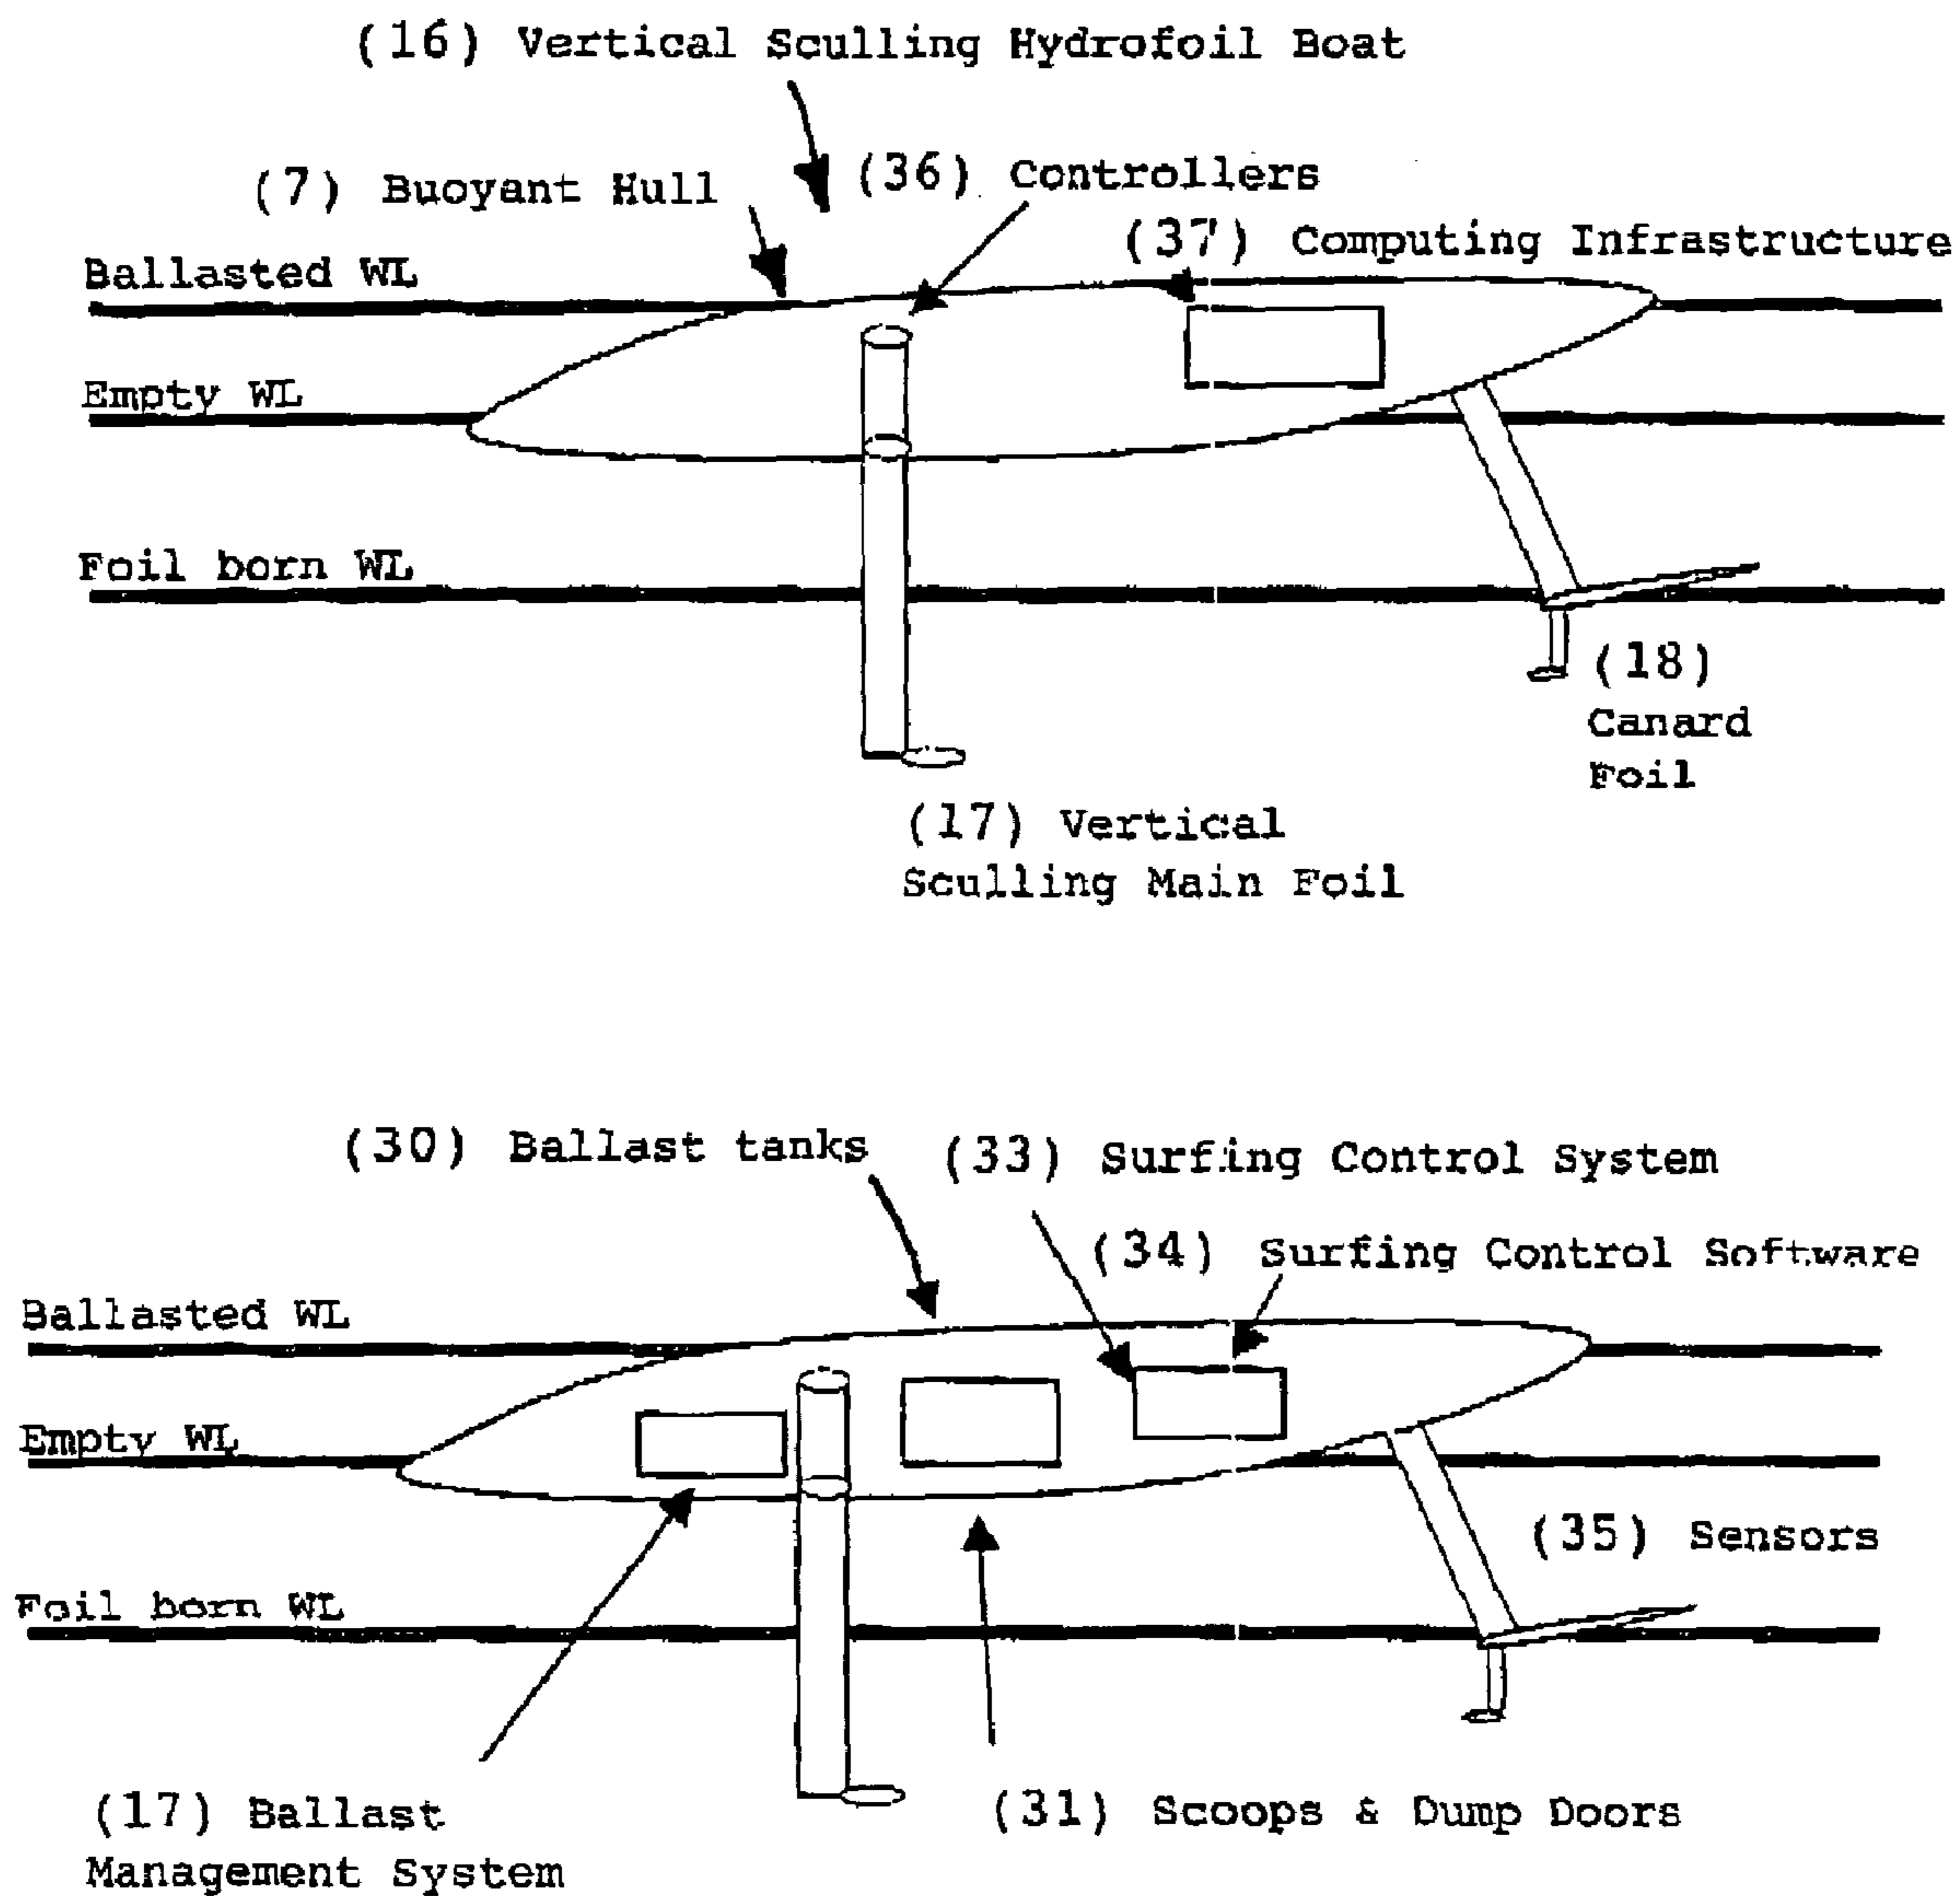 (16) Vertical Sculling Hydrofoil Boat
(7) Buoyant Hull
(36) Controllers
(37) Computing Infrastructure
Ballasted WL
Empty WL
Foil born WL
(18)
Canard
Foil
(17) Vertical
Sculling Main Foil
(30) Ballast tanks
(33) Surfing Control System
(34) Surfing Control Software
Ballasted WL
Empty WL
(35) Sensors
Foil born WL
(17) Ballast
Management System
(31) Scoops & Dump Doors